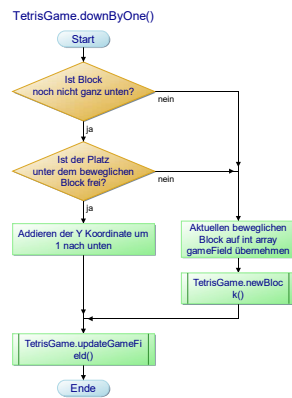 TetrisGame.downByOne()
Start
Ist Block
noch nicht ganz unten?
nein
ja
Ist der Platz
unter dem beweglichen
Block frei?
nein
ja
Addieren der Y Koordinate um
1 nach unten
Aktuellen beweglichen
Block auf int array
gameField übernehmen
TetrisGame.newBloc
k()
TetrisGame.updateGameFi
eld()
Ende